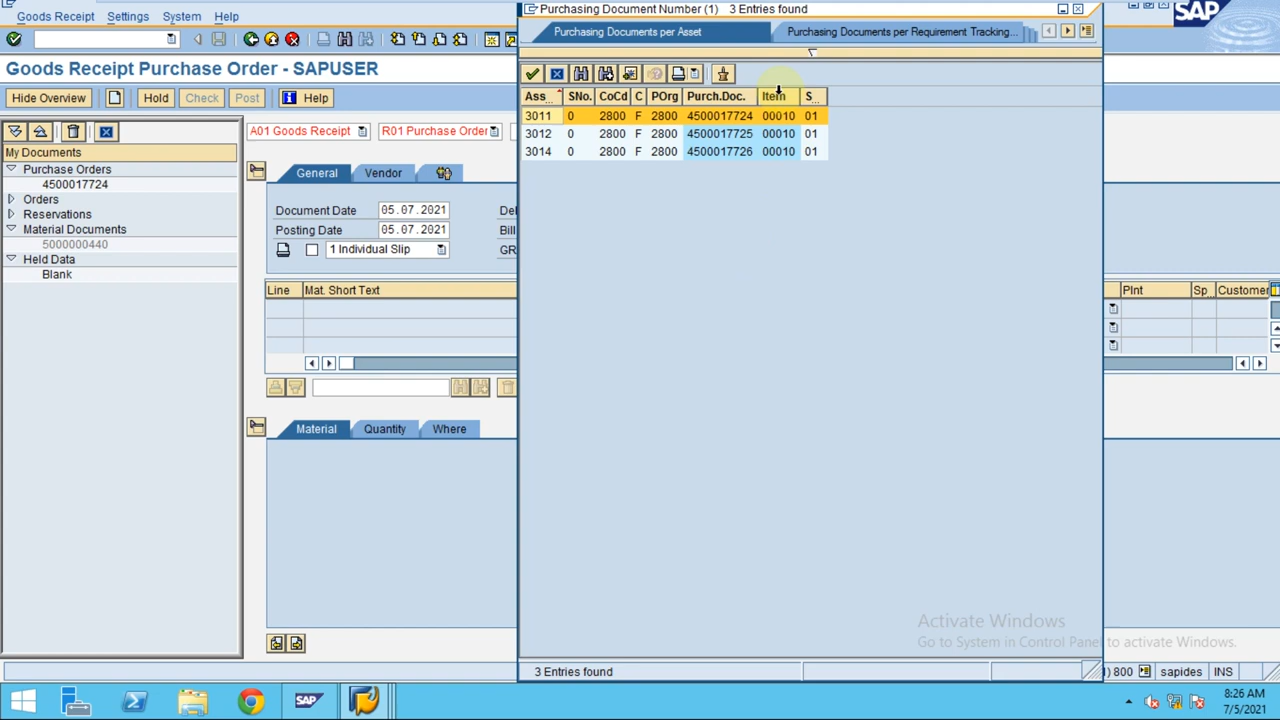 Goods Receipt Settings System Help
Purchasing Document Number (1) 3 Entries found
SAP
Purchasing Documents per Asset Purchasing Documents per Requirement Tracking...
Goods Receipt Purchase Order - SAPUSER
Hide Overview Hold Check Post Help
Ass... SNo. CoCd C POrg Purch.Doc. Item S...
3011 0 2800 F 2800 4500017724 00010 01
3012 0 2800 F 2800 4500017725 00010 01
3014 0 2800 F 2800 4500017726 00010 01
A01 Goods Receipt R01 Purchase Order
My Documents
Purchase Orders
4500017724
Orders
Reservations
Material Documents
5000000440
Held Data
Blank
General Vendor
Document Date 05.07.2021 Del
Posting Date 05.07.2021 Bill
1 Individual Slip GR
Line Mat. Short Text Plnt Sp... Customer
Material Quantity Where
Activate Windows
Go to System in Control Panel to activate Windows.
3 Entries found
) 800 sapides INS
8:26 AM
SAP
7/5/2021